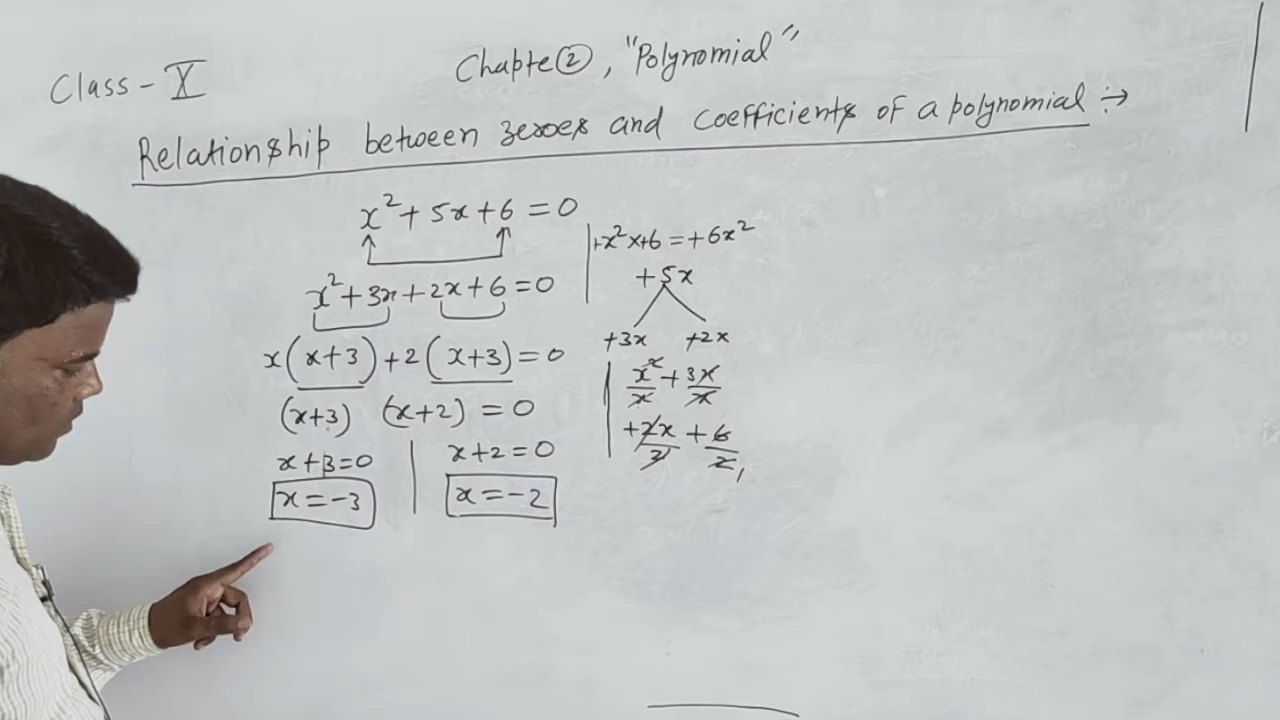 Class - X
Chapte ②, "Polynomial"
Relationship between zeroes and coefficients of a polynomial :→
x² + 5x + 6 = 0
x² + 3x + 2x + 6 = 0
x(x+3) + 2(x+3) = 0
(x+3) (x+2) = 0
x+3=0 | x+2=0
x=-3 | x=-2
+x² x +6 = +6x²
+5x
+3x +2x
x²/x + 3x/x
+2x/2 + 6/2